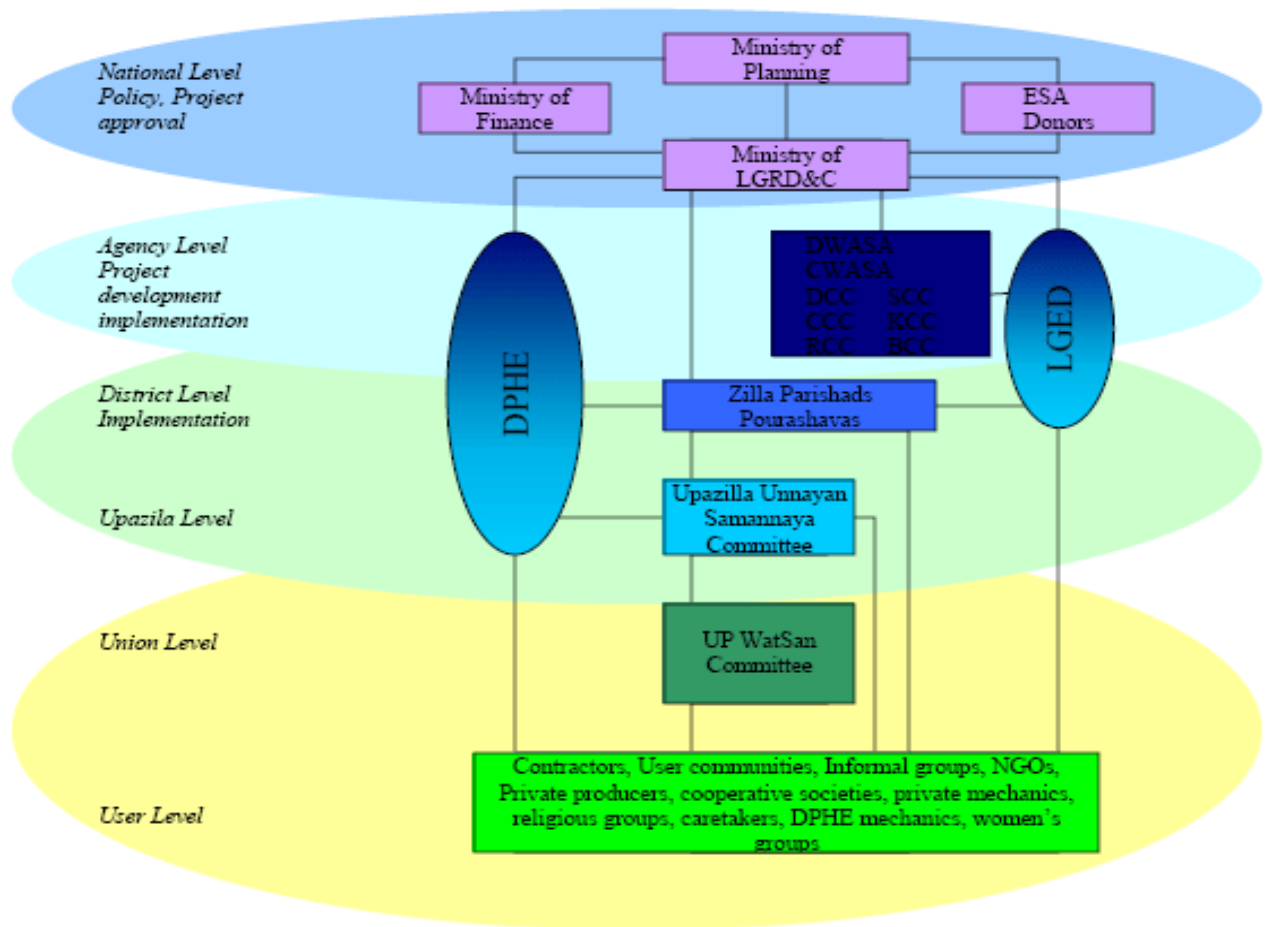 National Level
Policy, Project
approval
Ministry of
Planning
Ministry of
Finance
ESA
Donors
Ministry of
LGRD&C
Agency Level
Project
development
implementation
DWASA
CWASA
DCC SCC
CCC KCC
RCC BCC
LGED
DPHE
District Level
Implementation
Zilla Parishads
Pourashavas
Upazila Level
Upazilla Unnayan
Samannaya
Committee
Union Level
UP WatSan
Committee
User Level
Contractors, User communities, Informal groups, NGOs,
Private producers, cooperative societies, private mechanics,
religious groups, caretakers, DPHE mechanics, women's
groups